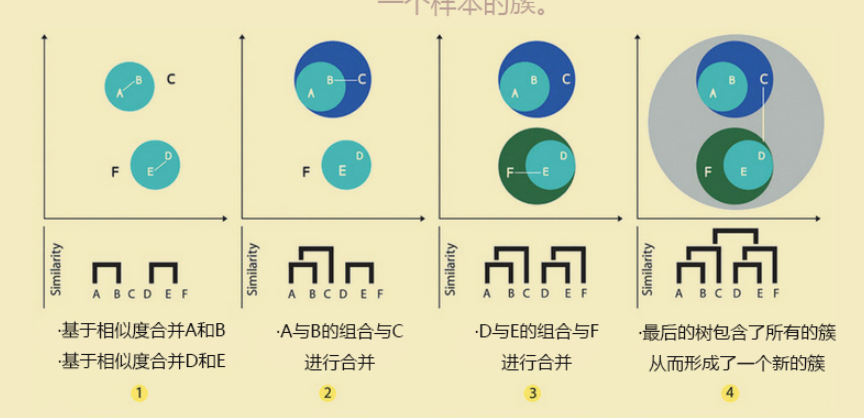 一个样本的簇。
B
A
C
F
D
E
B
C
A
F
D
E
B
C
A
D
F
E
B
C
A
D
F
E
Similarity
A B C D E F
Similarity
A B C D E F
Similarity
A B C D E F
Similarity
A B C D E F
·基于相似度合并A和B
·基于相似度合并D和E
1
·A与B的组合与C
进行合并
2
·D与E的组合与F
进行合并
3
·最后的树包含了所有的簇
从而形成了一个新的簇
4